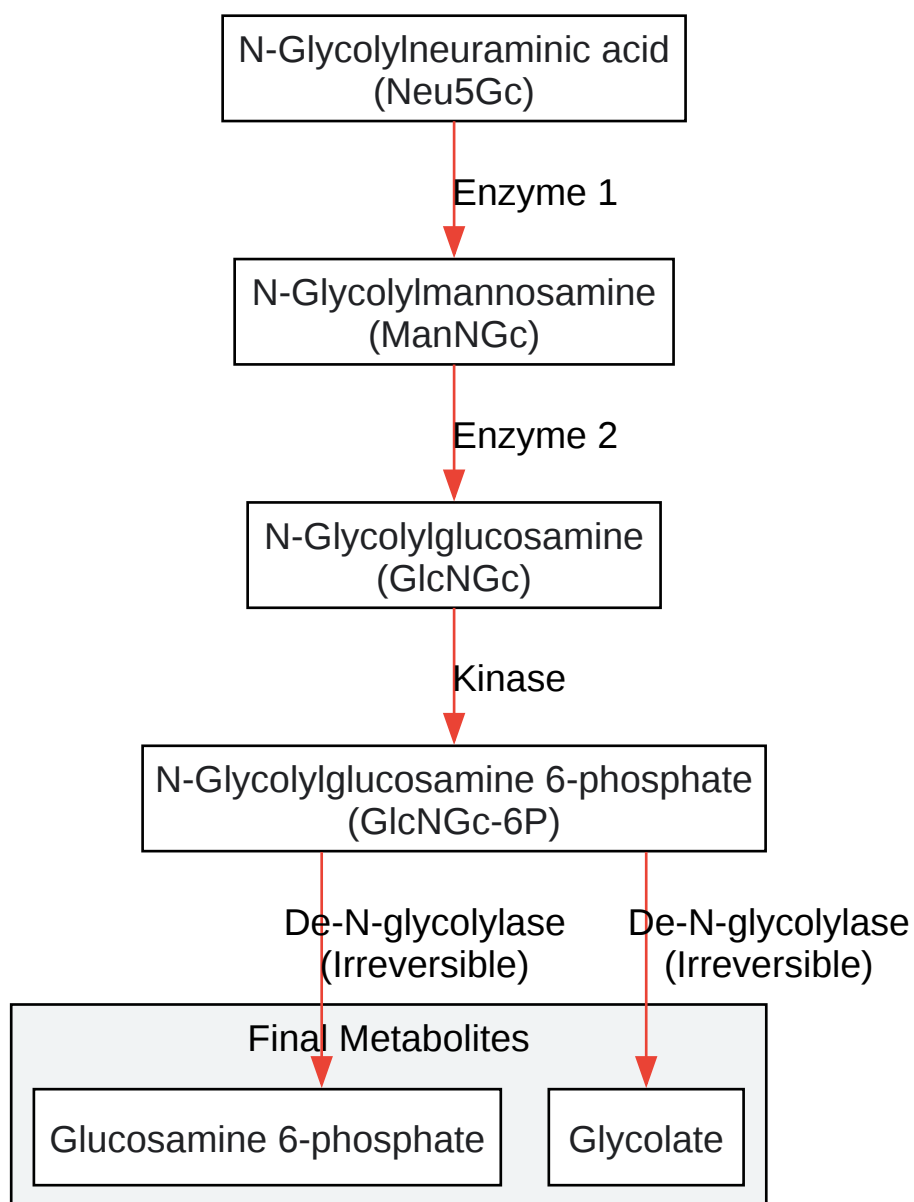 N-Glycolylneuraminic acid
(Neu5Gc)
Enzyme 1
N-Glycolylmannosamine
(ManNGc)
Enzyme 2
N-Glycolylglucosamine
(GlcNGc)
Kinase
N-Glycolylglucosamine 6-phosphate
(GlcNGc-6P)
De-N-glycolylase
(Irreversible)
De-N-glycolylase
(Irreversible)
Final Metabolites
Glucosamine 6-phosphate
Glycolate